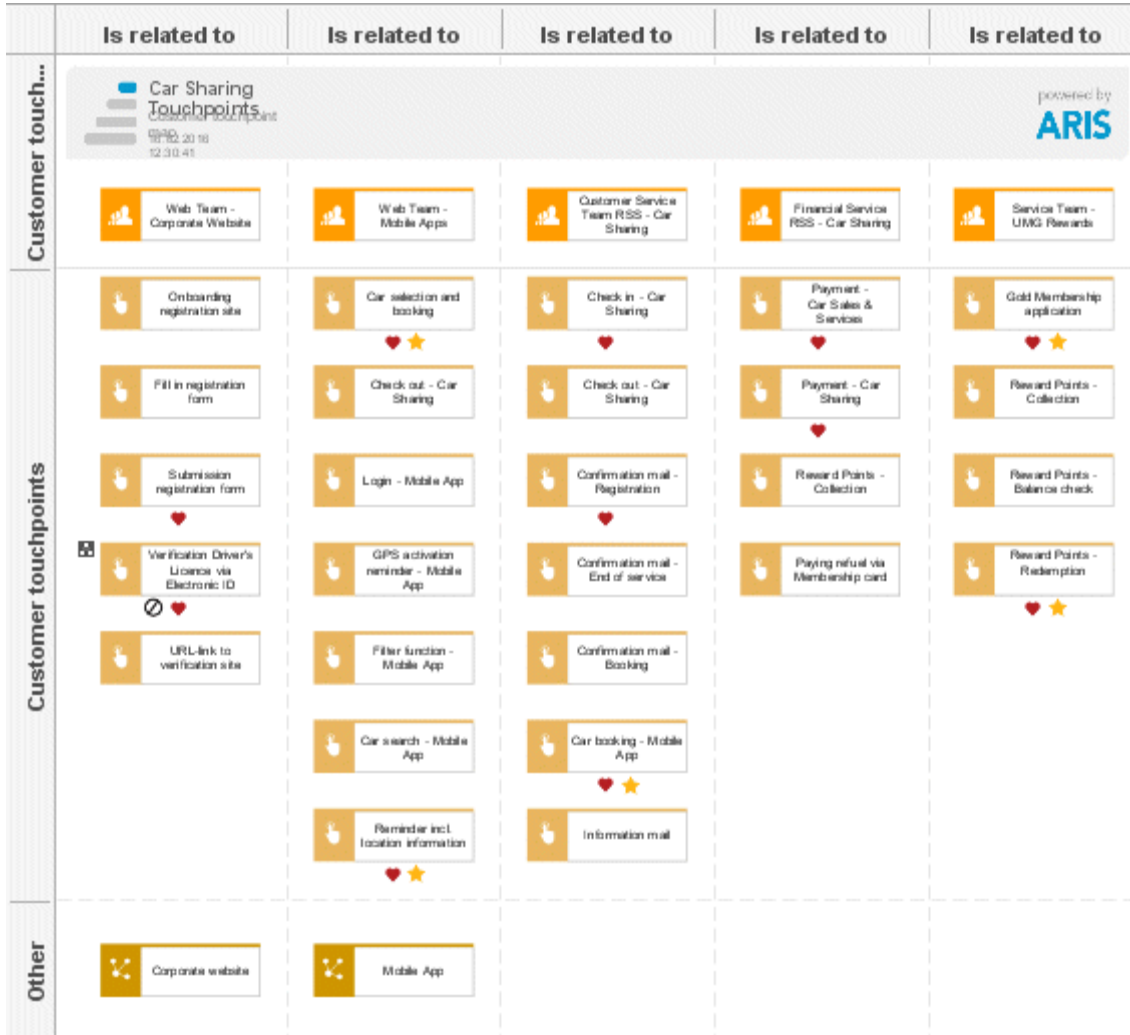 Is related to
Is related to
Is related to
Is related to
Is related to
Customer touch...
Car Sharing
Touchpoints
Customer touchpoint
map
12:30:41
powered by
ARIS
Web Team -
Corporate Website
Web Team -
Mobile Apps
Customer Service
Team RSS - Car
Sharing
Financial Service
RSS - Car Sharing
Service Team -
UMG Rewards
Customer touchpoints
Onboarding
registration site
Car selection and
booking
Check in - Car
Sharing
Payment -
Car Sales &
Services
Gold Membership
application
Fill in registration
form
Check out - Car
Sharing
Check out - Car
Sharing
Payment - Car
Sharing
Reward Points -
Collection
Submission
registration form
Login - Mobile App
Confirmation mail -
Registration
Reward Points -
Collection
Reward Points -
Balance check
Verification Driver's
Licence via
Electronic ID
GPS activation
reminder - Mobile
App
Confirmation mail -
End of service
Paying refuel via
Membership card
Reward Points -
Redemption
URL-link to
verification site
Filter function -
Mobile App
Confirmation mail -
Booking
Car search - Mobile
App
Car booking - Mobile
App
Reminder incl.
location information
Information mail
Other
Corporate website
Mobile App